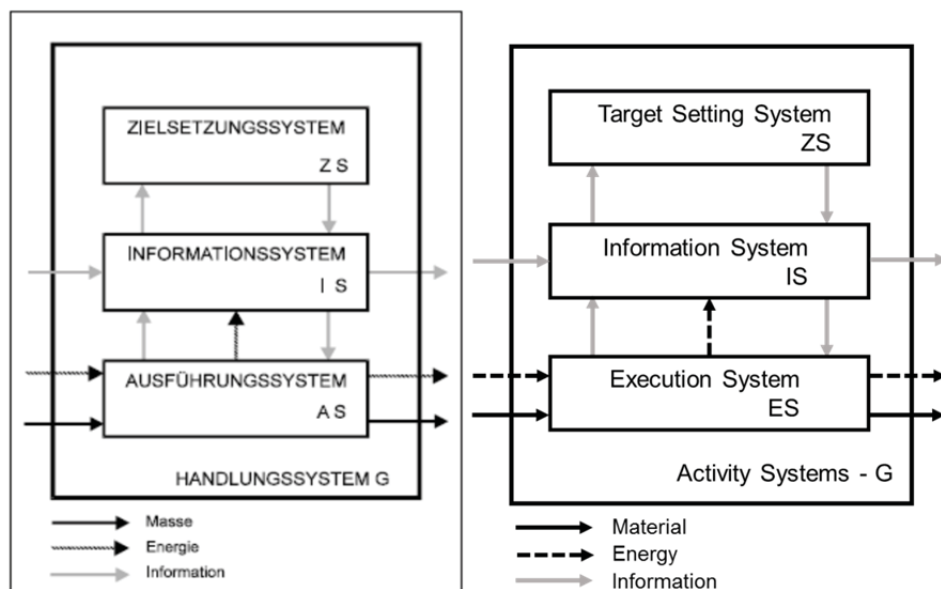 ZIELSETZUNGSSYSTEM
Z S
INFORMATIONSSYSTEM
I S
AUSFÜHRUNGSSYSTEM
A S
HANDLUNGSSYSTEM G
Masse
Energie
Information
Target Setting System
ZS
Information System
IS
Execution System
ES
Activity Systems - G
Material
Energy
Information